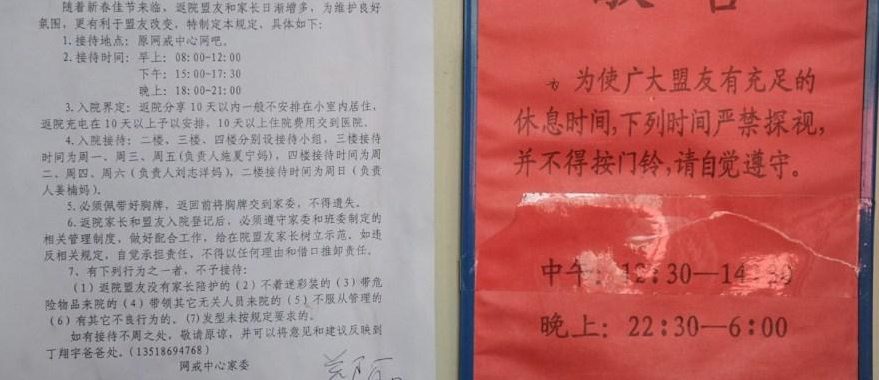 随着新春佳节来临，返院盟友和家长日渐增多，为维护良好
氛围，更有利于盟友改变，特制定本规定，具体如下：
1.接待地点：原网戒中心网吧。
2.接待时间：早上：08:00-12:00
下午：15:00-17:30
晚上：18:00-21:00
3.入院界定：返院分享10天以内一般不安排在小室内居住，
返院充电在10天以上予以安排，10天以上住院费用交到医院。
4.入院接待：二楼、三楼、四楼分别设接待小组，三楼接待
时间为周一、周三、周五(负责人施夏宁妈)，四楼接待时间为周
二、周四、周六（负责人刘志洋妈），二楼接待时间为周日（负责
人姜楠妈）。
5.必须佩带好胸牌，返回前将胸牌交到家委，不得遗失。
6.返院家长和盟友入院登记后，必须遵守家委和班委制定的
相关管理制度，做好配合工作，给在院盟友家长树立示范。如违
反相关规定，自觉承担责任，不得以任何理由和借口推卸责任。
7、有下列行为之一者，不予接待：
（1）返院盟友没有家长陪护的（2）不着迷彩装的（3）带危
险物品来院的（4）带领其它无关人员来院的（5）不服从管理的
（6）有其它不良行为的。（7）发型未按规定要求的。
如有接待不周之处，敬请原谅，并可以将意见和建议反映到
丁翔宇爸爸处。（13518694768）
网戒中心家委
为使广大盟友有充足的
休息时间,下列时间严禁探视,
并不得按门铃,请自觉遵守。
中午：12:30—14:30
晚上：22:30—6:00